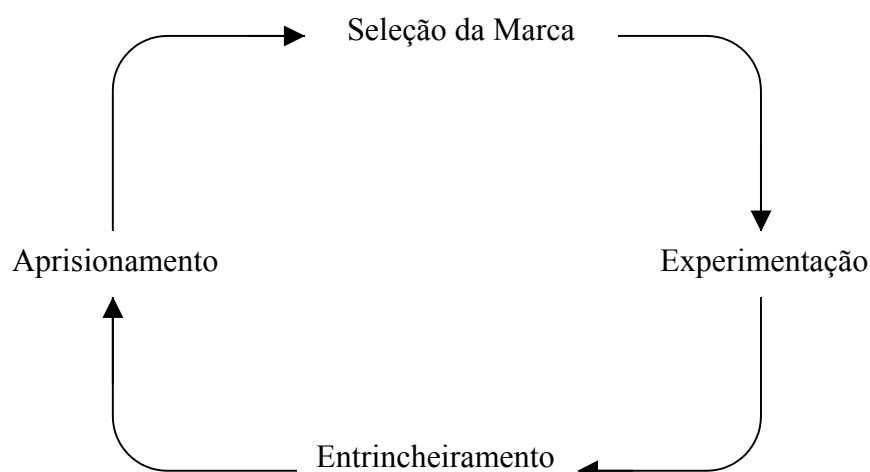 Seleção da Marca
Aprisionamento
Experimentação
Entrincheiramento